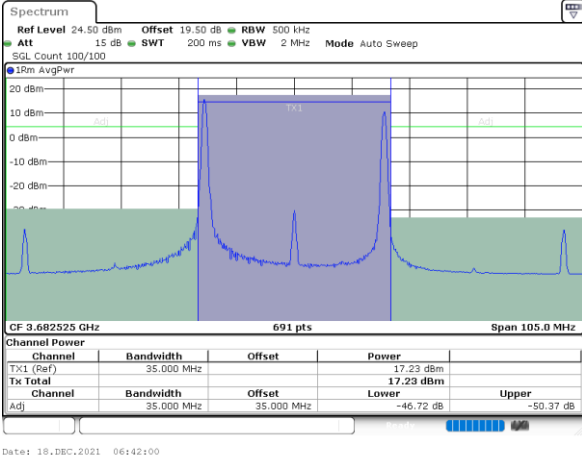 Spectrum
Ref Level 24.50 dBm Offset 19.50 dB RBW 500 kHz
Att 15 dB SWT 200 ms VBW 2 MHz Mode Auto Sweep
SGL Count 100/100
1Rm AvgPwr
20 dBm
TX1
10 dBm
Adj Adj
0 dBm
-10 dBm
-20 dBm
CF 3.682525 GHz 691 pts Span 105.0 MHz
Channel Power
Channel Bandwidth Offset Power
TX1 (Ref) 35.000 MHz 17.23 dBm
Tx Total 17.23 dBm
Channel Bandwidth Offset Lower Upper
Adj 35.000 MHz 35.000 MHz -46.72 dB -50.37 dB
Date: 18.DEC.2021 06:42:00